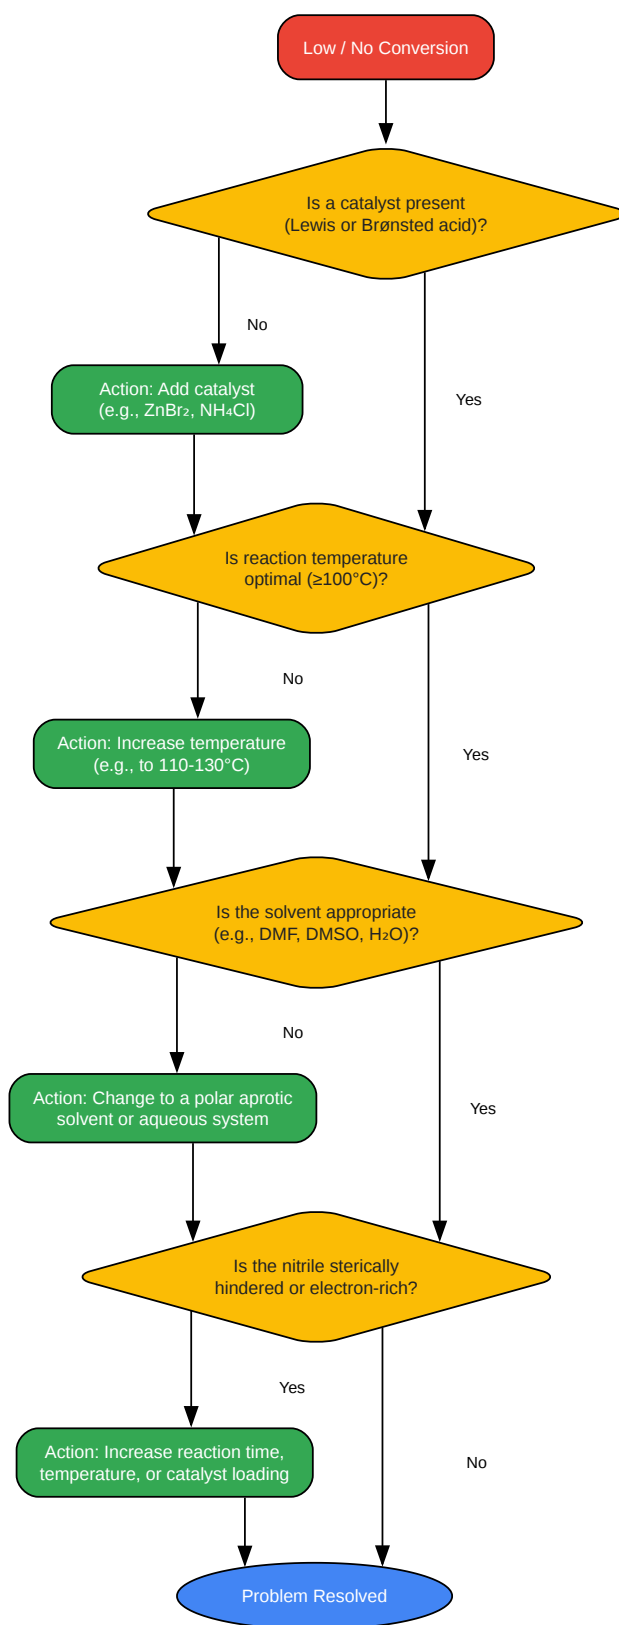 Low / No Conversion
Is a catalyst present
(Lewis or Brønsted acid)?
No
Action: Add catalyst
(e.g., ZnBr₂, NH₄Cl)
Yes
Is reaction temperature
optimal (≥100°C)?
No
Action: Increase temperature
(e.g., to 110-130°C)
Yes
Is the solvent appropriate
(e.g., DMF, DMSO, H₂O)?
No
Action: Change to a polar aprotic
solvent or aqueous system
Yes
Is the nitrile sterically
hindered or electron-rich?
Yes
Action: Increase reaction time,
temperature, or catalyst loading
No
Problem Resolved